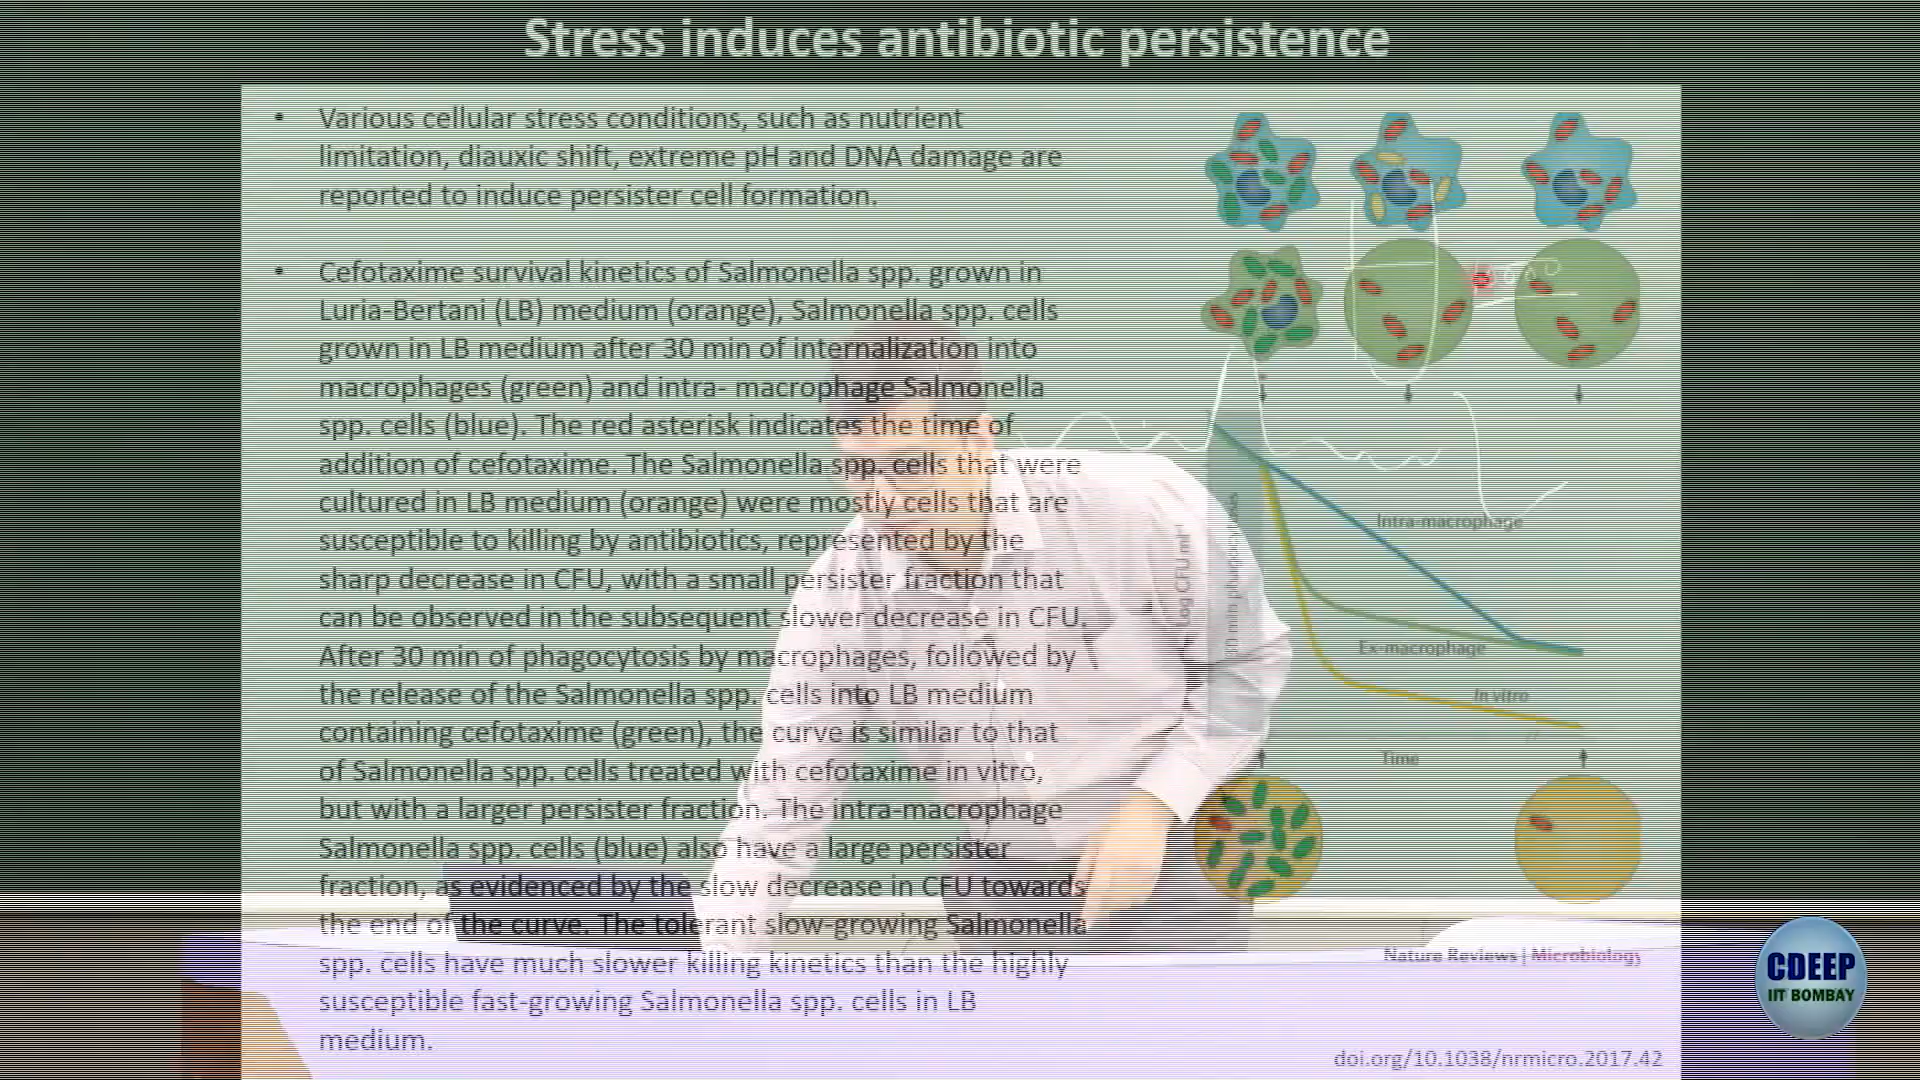 Stress induces antibiotic persistence
• Various cellular stress conditions, such as nutrient
limitation, diauxic shift, extreme pH and DNA damage are
reported to induce persister cell formation.
• Cefotaxime survival kinetics of Salmonella spp. grown in
Luria-Bertani (LB) medium (orange), Salmonella spp. cells
grown in LB medium after 30 min of internalization into
macrophages (green) and intra- macrophage Salmonella
spp. cells (blue). The red asterisk indicates the time of
addition of cefotaxime. The Salmonella spp. cells that were
cultured in LB medium (orange) were mostly cells that are
susceptible to killing by antibiotics, represented by the
sharp decrease in CFU, with a small persister fraction that
can be observed in the subsequent slower decrease in CFU.
After 30 min of phagocytosis by macrophages, followed by
the release of the Salmonella spp. cells into LB medium
containing cefotaxime (green), the curve is similar to that
of Salmonella spp. cells treated with cefotaxime in vitro,
but with a larger persister fraction. The intra-macrophage
Salmonella spp. cells (blue) also have a large persister
fraction, as evidenced by the slow decrease in CFU towards
the end of the curve. The tolerant slow-growing Salmonella
spp. cells have much slower killing kinetics than the highly
susceptible fast-growing Salmonella spp. cells in LB
medium.
Log CFU ml⁻¹
30 min phagocytosis
Intra-macrophage
Ex-macrophage
In vitro
Time
Nature Reviews | Microbiology
doi.org/10.1038/nrmicro.2017.42
CDEEP
IIT BOMBAY